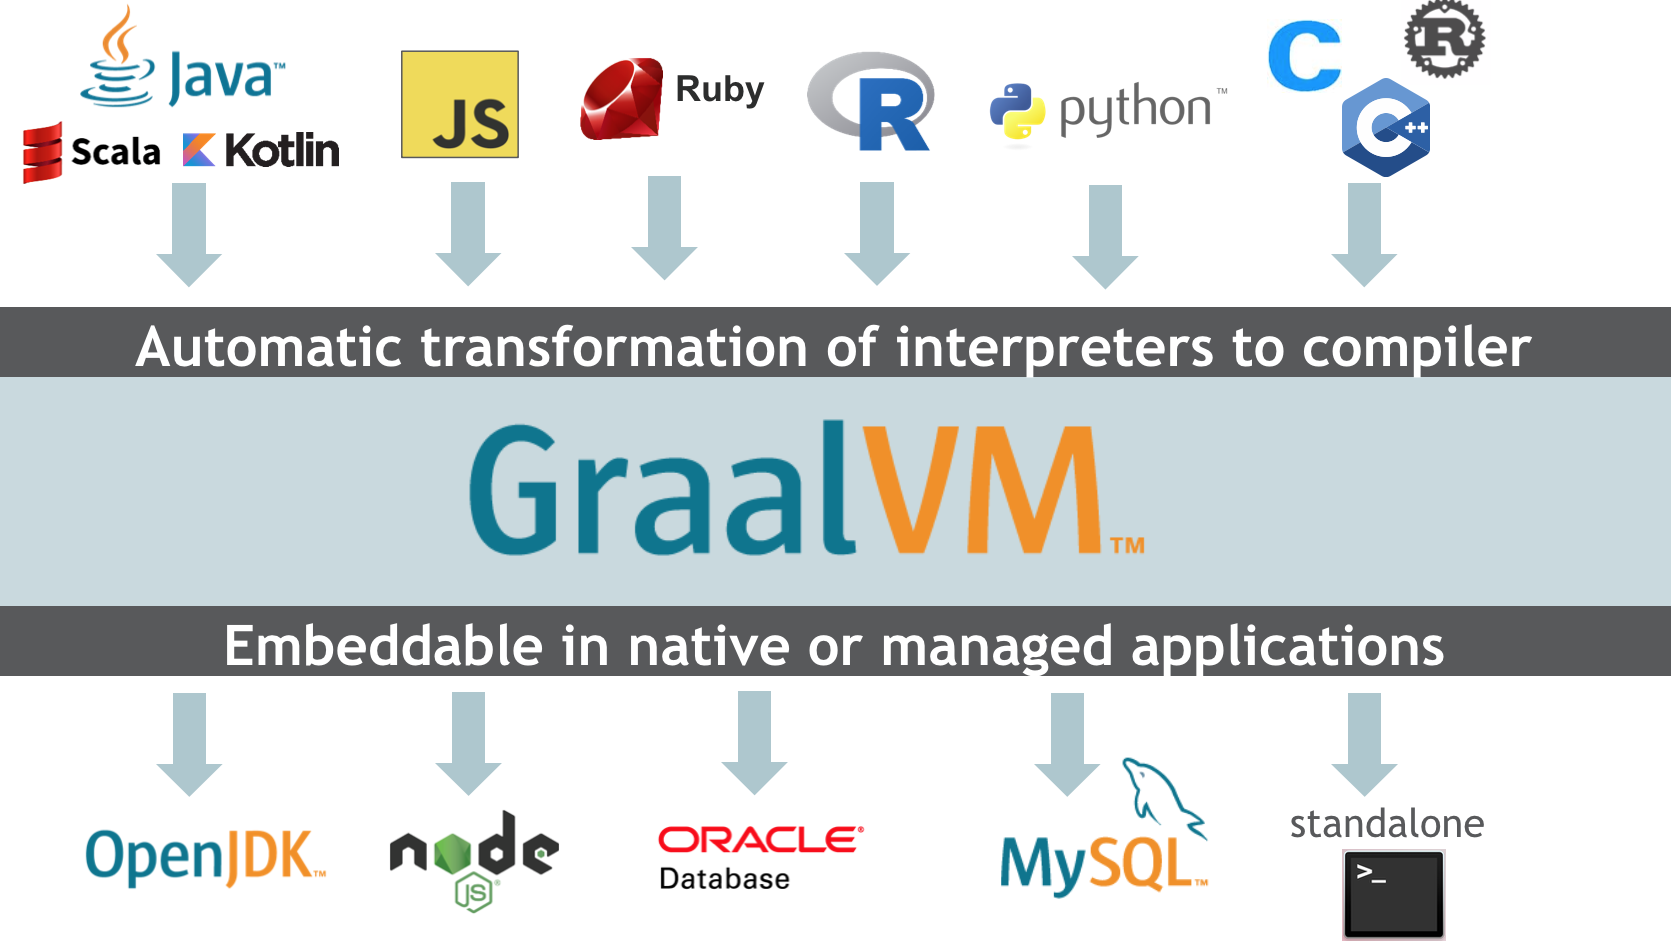 Java™
Scala
Kotlin
JS
Ruby
R
python™
C
R
C++
Automatic transformation of interpreters to compiler
GraalVM™
Embeddable in native or managed applications
OpenJDK™
node
JS®
ORACLE®
Database
MySQL™
standalone
>_